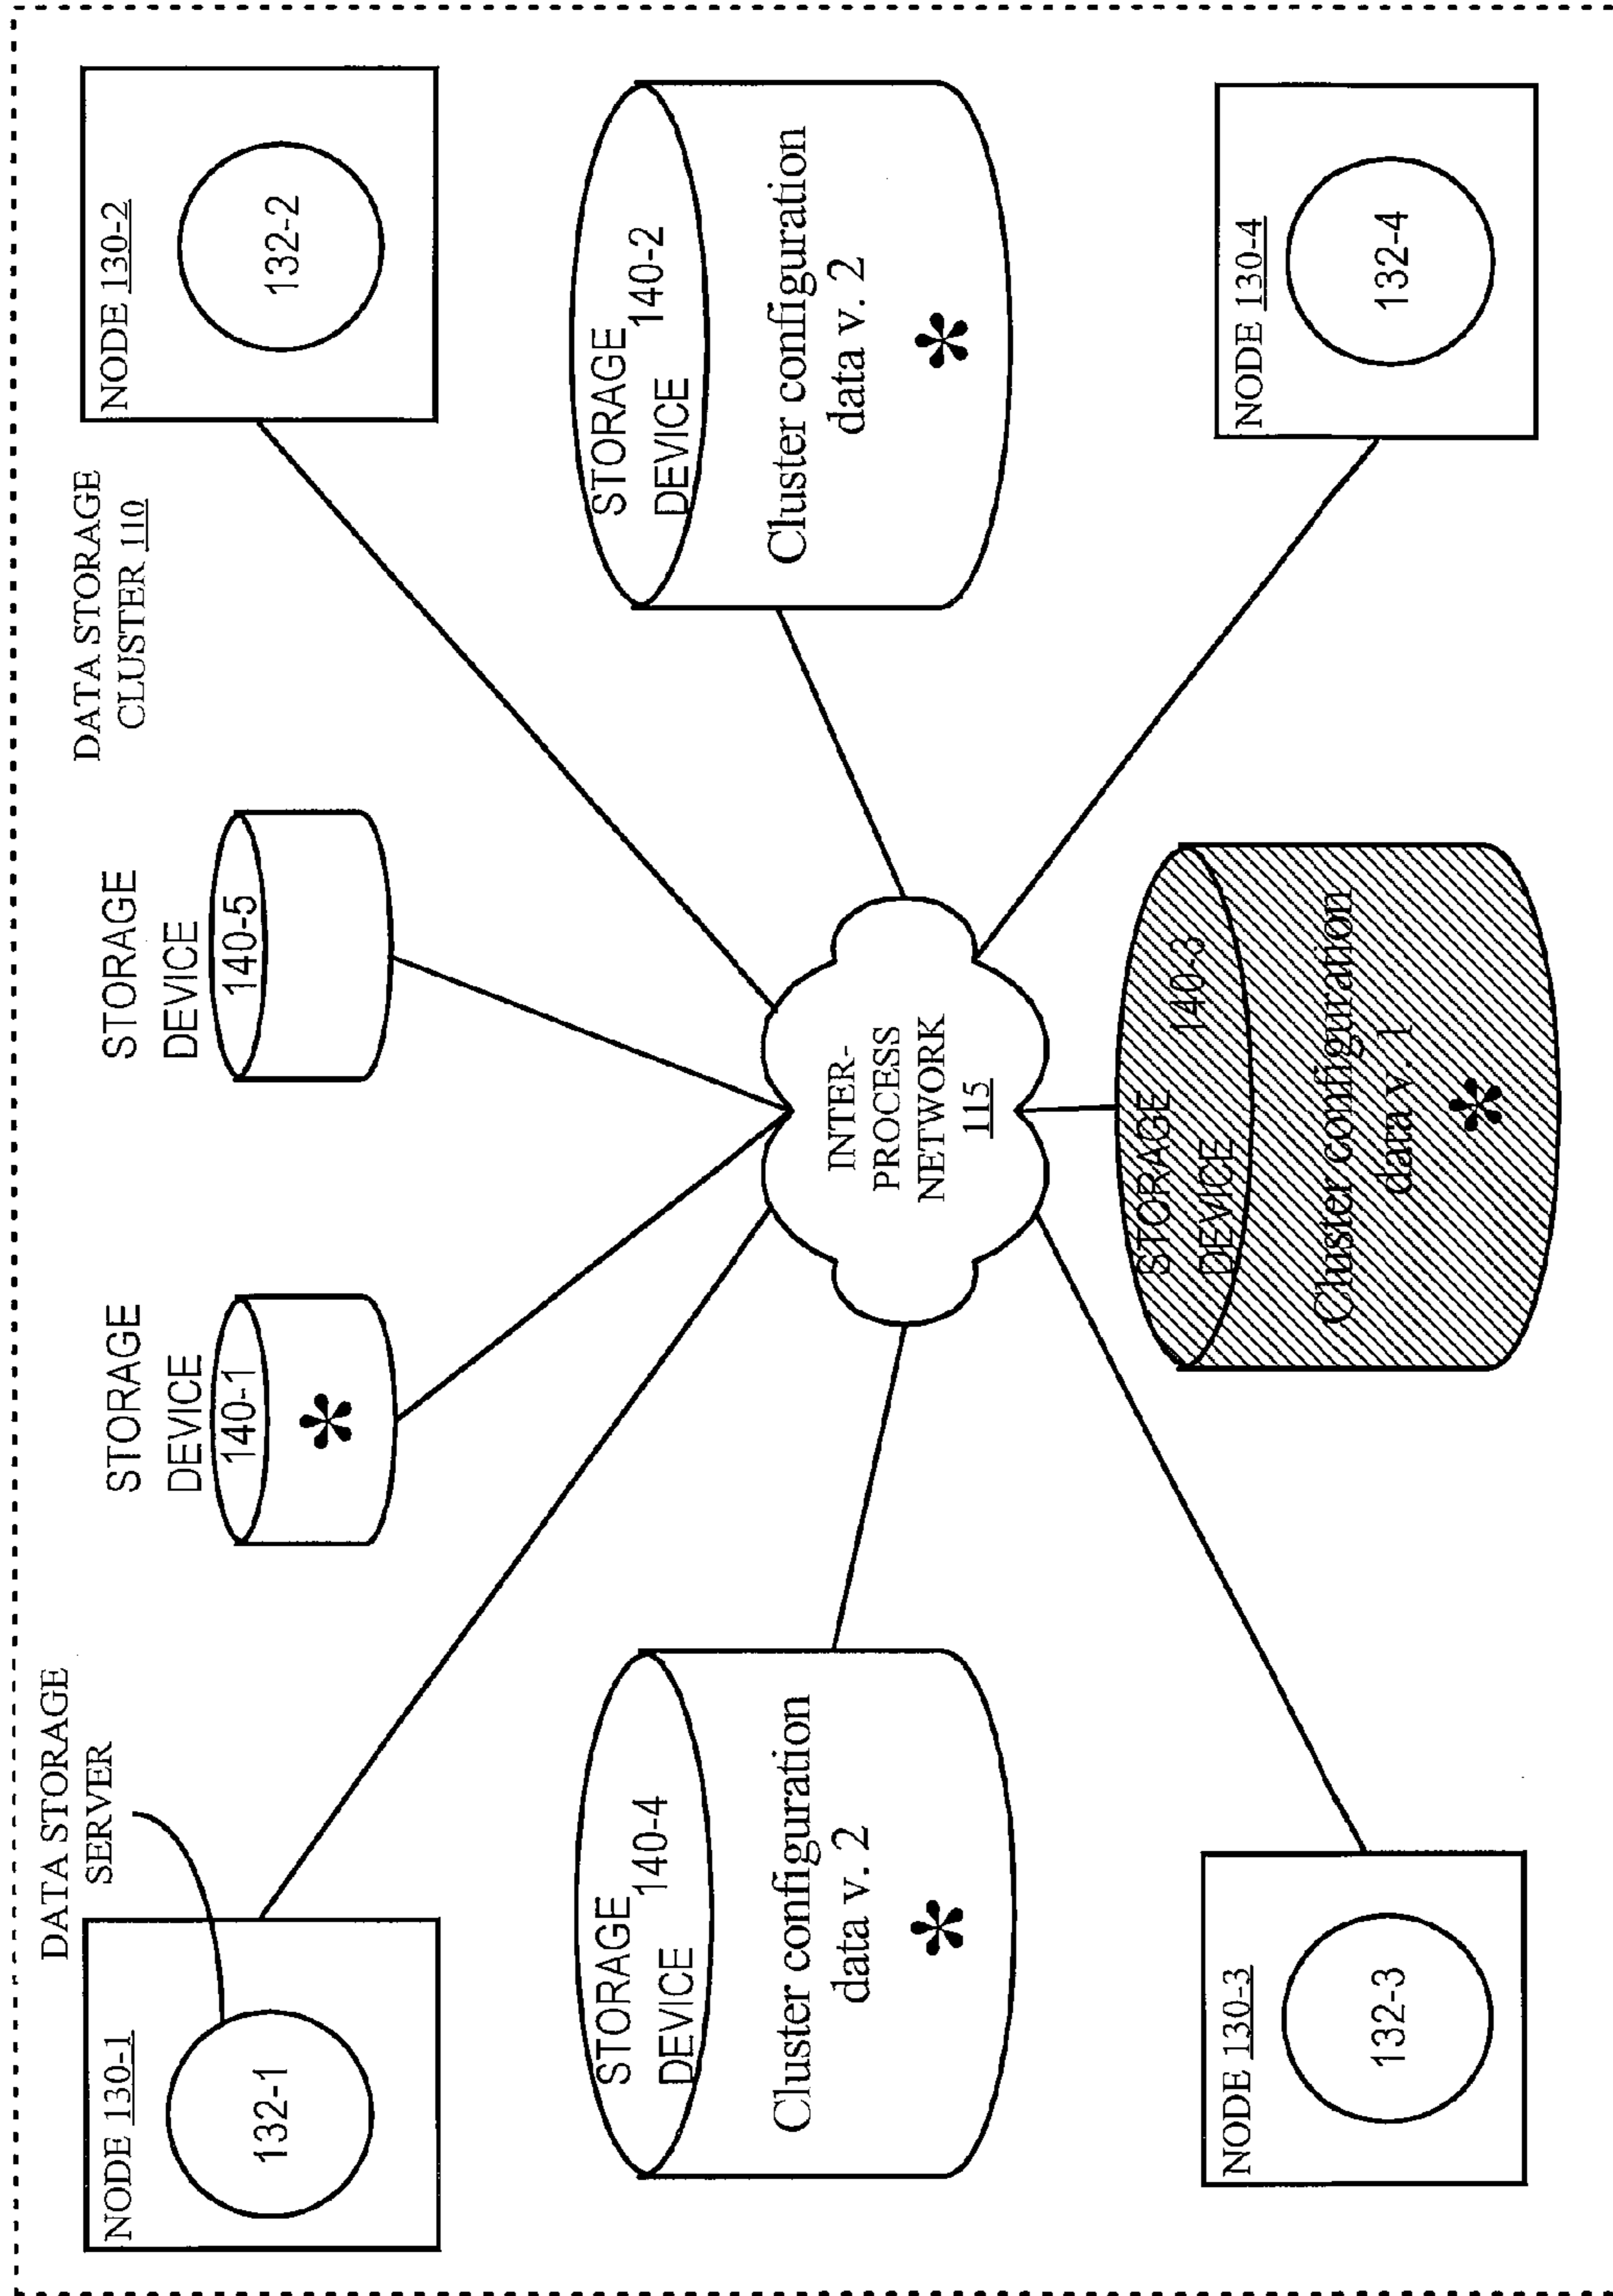 DATA STORAGE
SERVER
DATA STORAGE
CLUSTER 110
NODE 130-1
132-1
STORAGE
DEVICE
140-1
*
STORAGE
DEVICE
140-5
NODE 130-2
132-2
STORAGE
DEVICE
140-4
Cluster configuration
data v. 2
*
INTER-
PROCESS
NETWORK
115
STORAGE
DEVICE
140-2
Cluster configuration
data v. 2
*
NODE 130-3
132-3
STORAGE
DEVICE
140-3
Cluster configuration
data v. 1
*
NODE 130-4
132-4